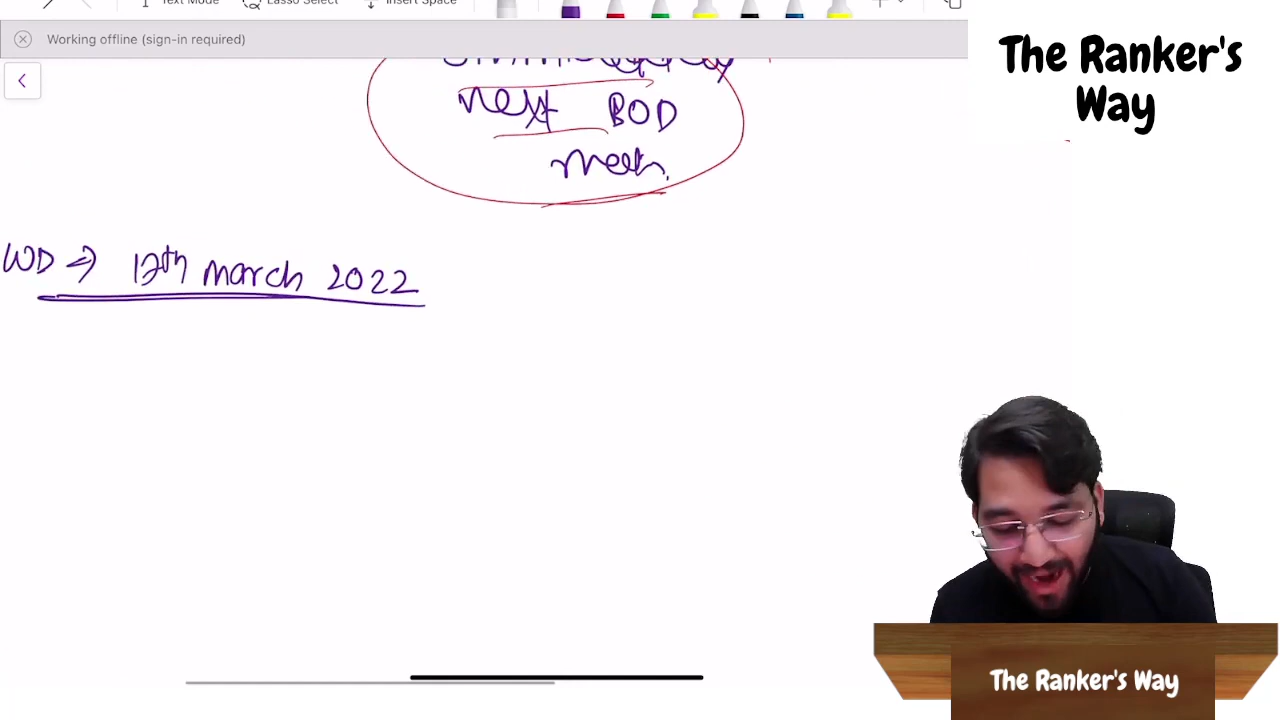 Text Mode Lasso Select Insert Space
Working offline (sign-in required)
The Ranker's
Way
next BOD
meet.
WD ⇒ 12th march 2022
The Ranker's Way